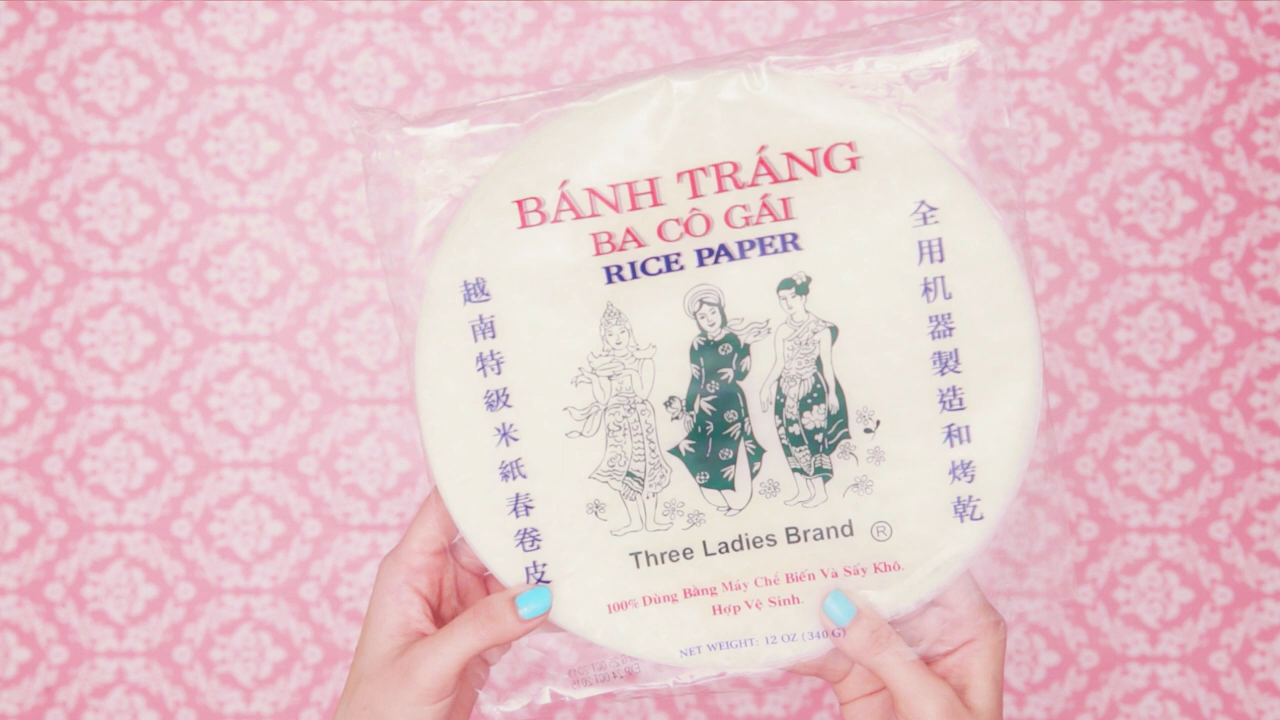 BÁNH TRÁNG
BA CÔ GÁI
RICE PAPER
越南特級米紙春卷皮
全用机器製造和烤乾
Three Ladies Brand ®
100% Dùng Bằng Máy Chế Biến Và Sấy Khô.
Hợp Vệ Sinh.
NET WEIGHT: 12 OZ (340 G)